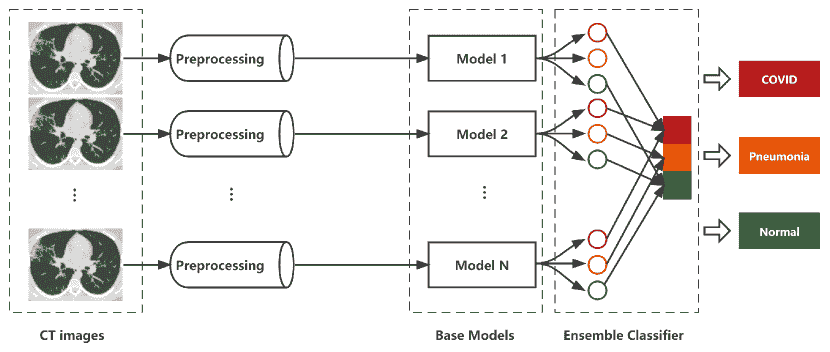 Preprocessing
Model 1
COVID
Preprocessing
Model 2
Pneumonia
...
...
...
Normal
Preprocessing
Model N
CT images
Base Models
Ensemble Classifier